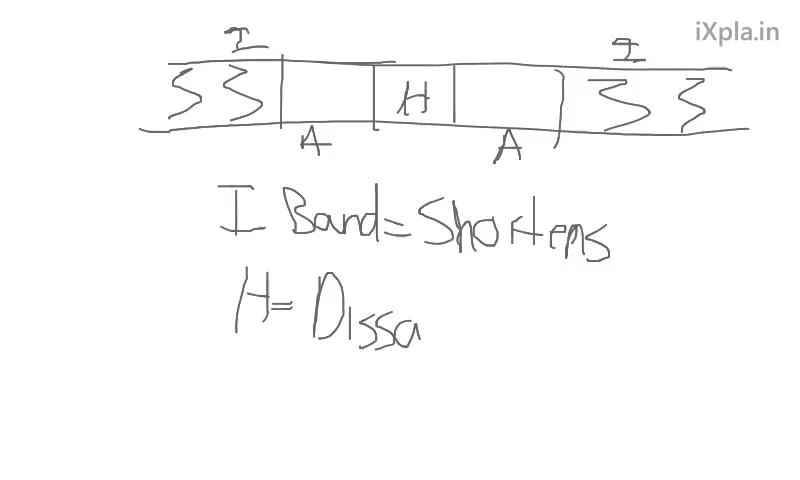 iXpla.in
I I
H
A A
I Band = Shortens
H = Dissa